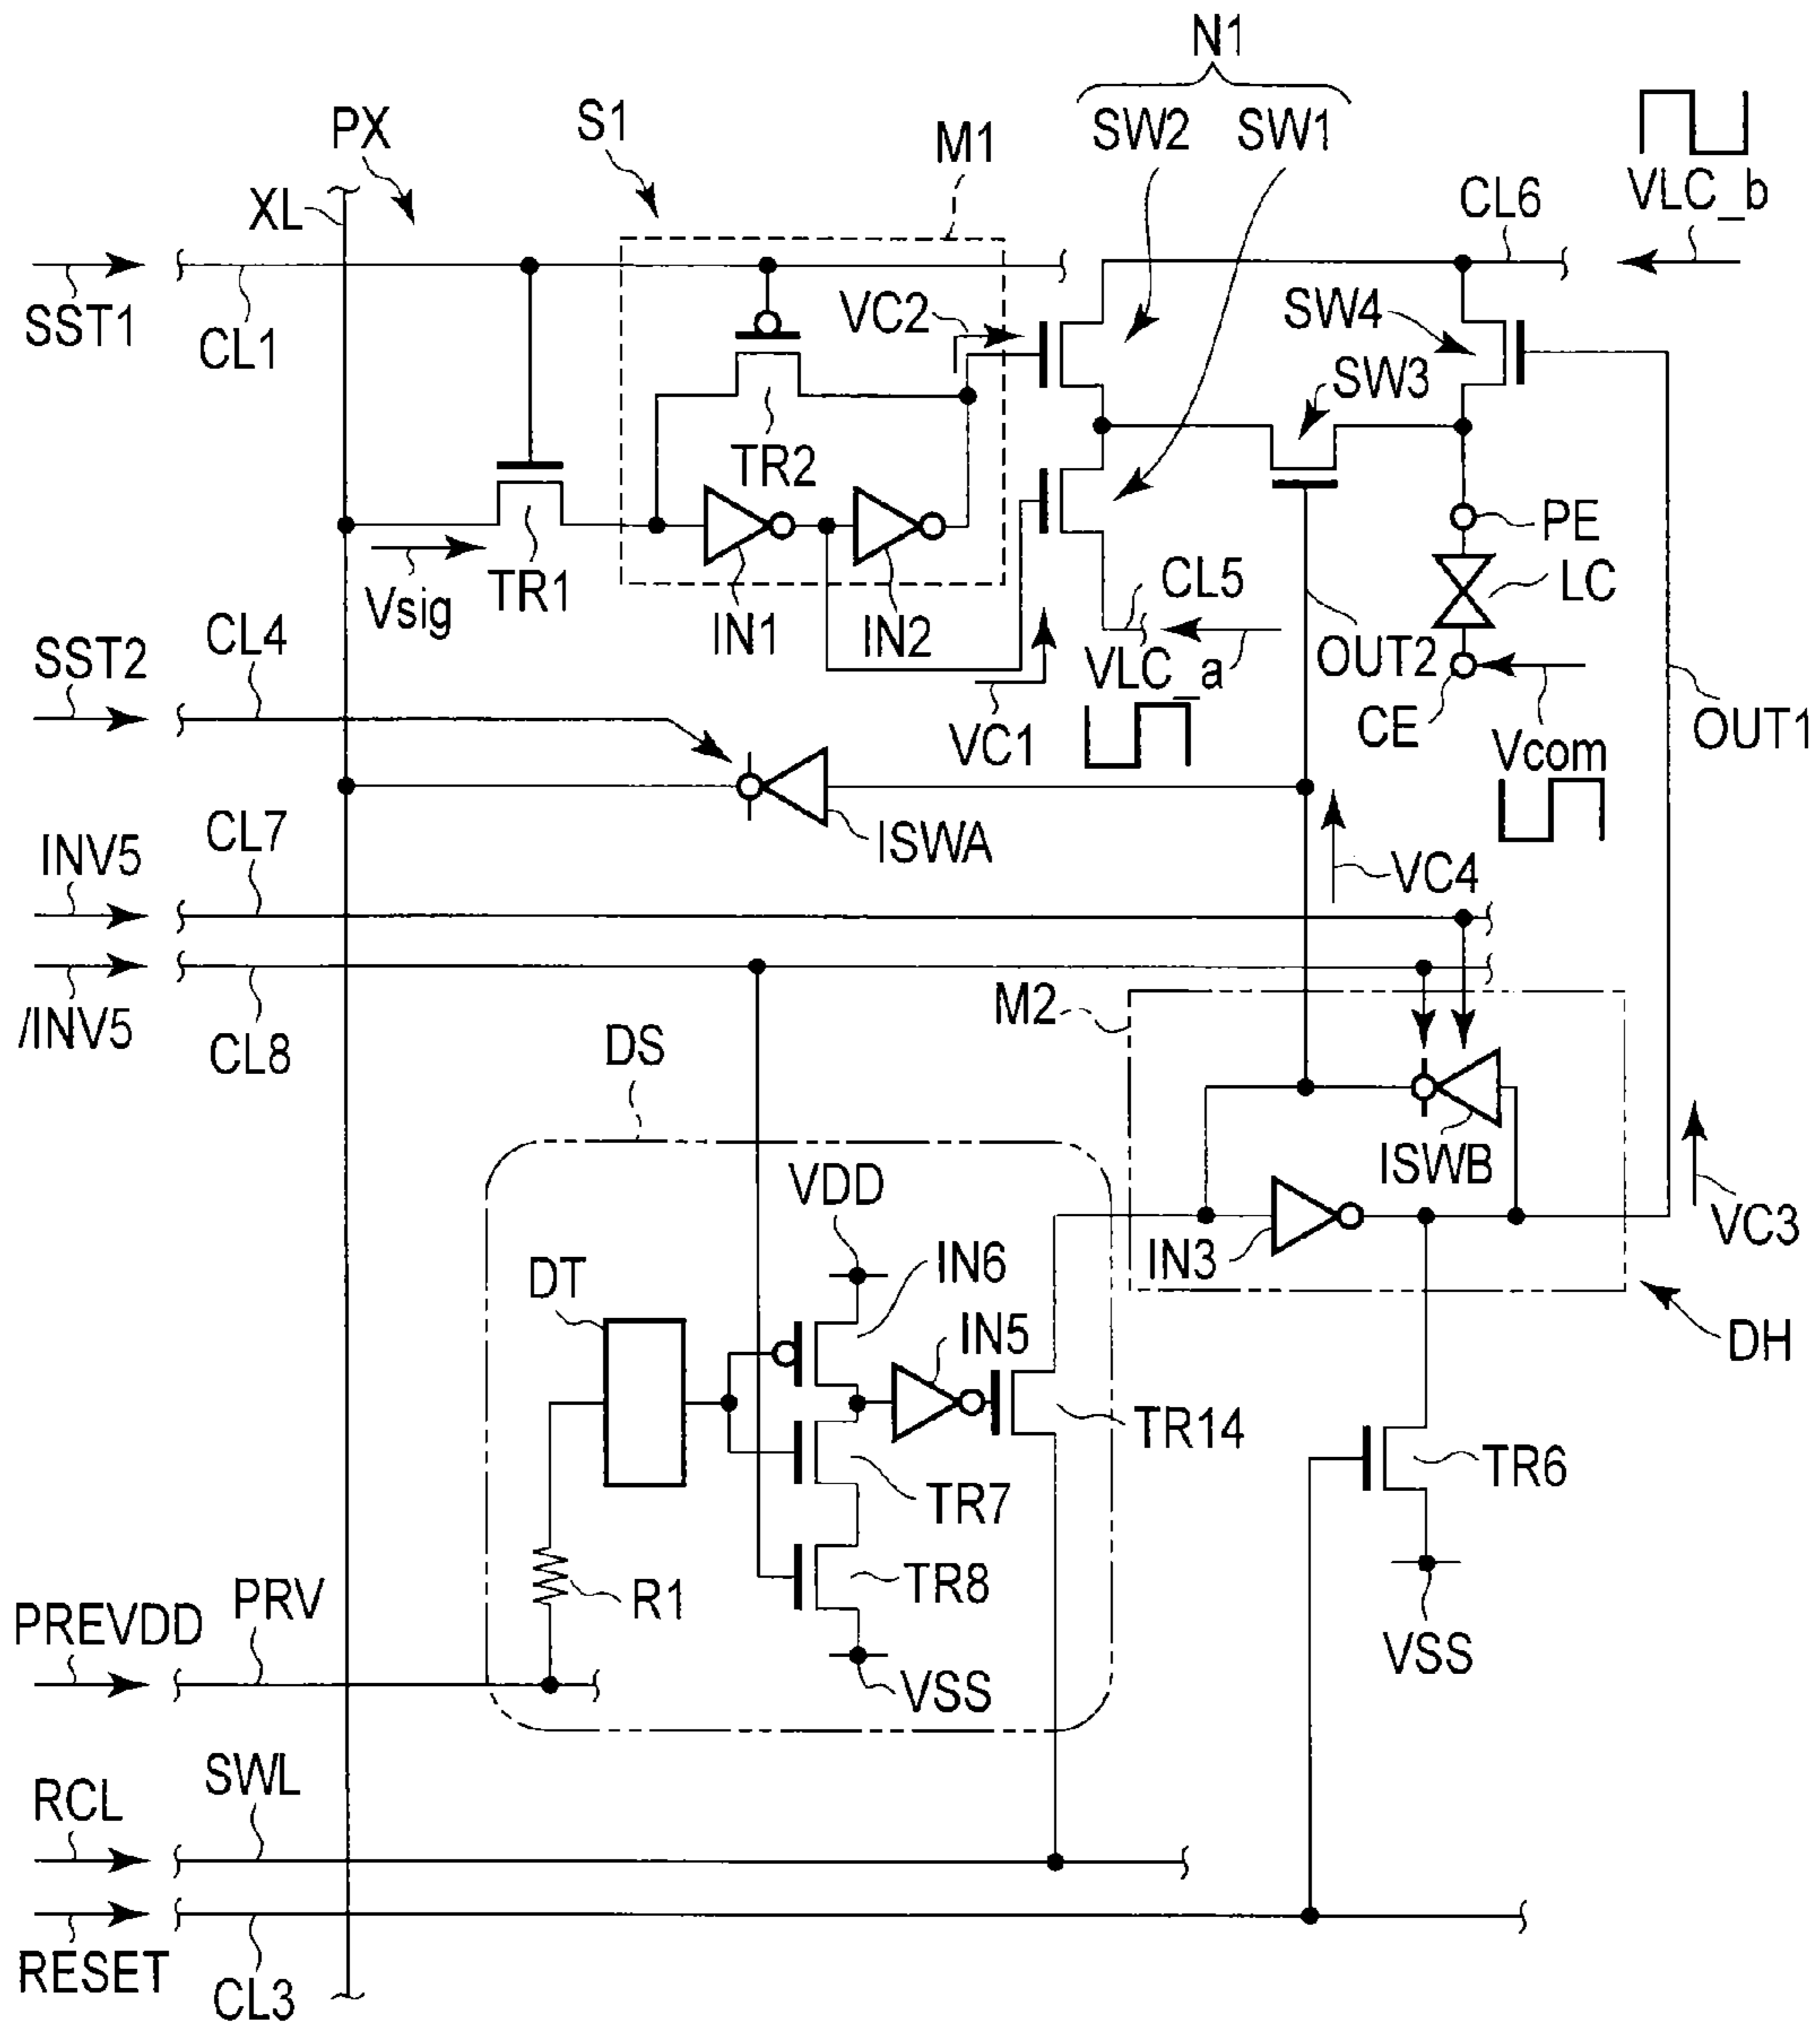 N1
PX
S1
M1
SW2
SW1
XL
VLC_b
CL6
SST1
CL1
VC2
SW4
SW3
TR2
TR1
Vsig
IN1
IN2
CL5
PE
LC
SST2
CL4
VLC_a
OUT2
CE
VC1
Vcom
OUT1
ISWA
INV5
CL7
VC4
/INV5
CL8
M2
DS
ISWB
VDD
IN3
VC3
DT
IN6
IN5
DH
TR14
TR7
TR6
R1
TR8
PREVDD
PRV
VSS
VSS
RCL
SWL
RESET
CL3